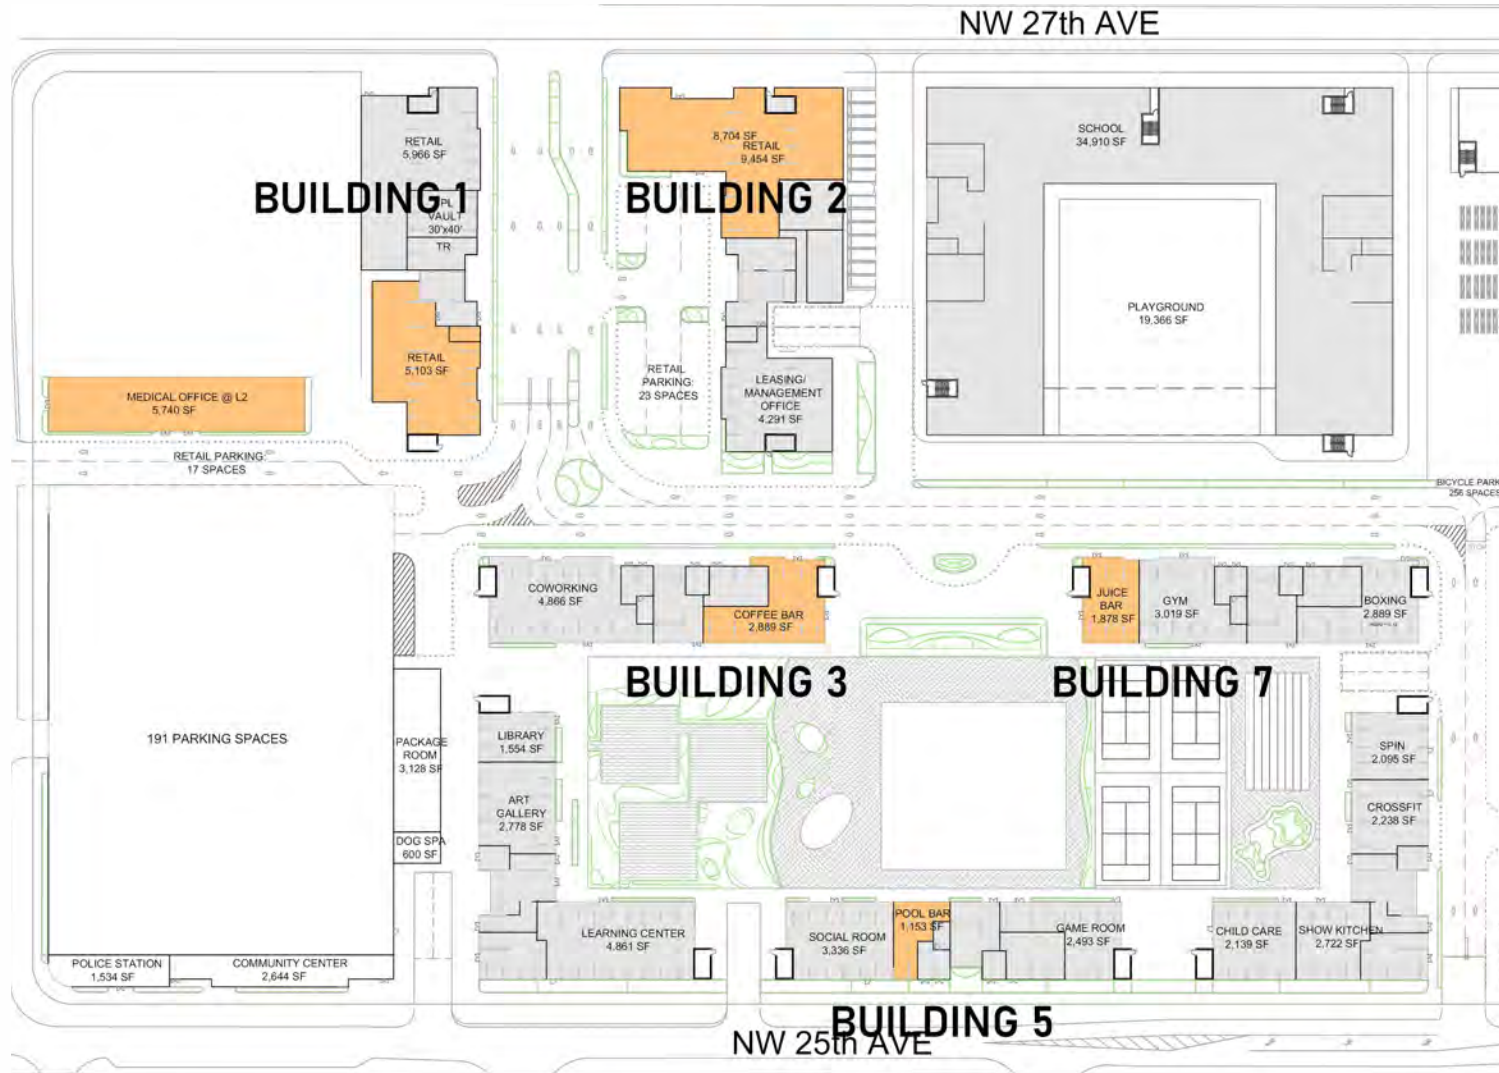 NW 27th AVE
RETAIL
5,966 SF
BUILDING 1
VAULT
30'x40'
TR
RETAIL
5,103 SF
MEDICAL OFFICE @ L2
5,740 SF
RETAIL PARKING:
17 SPACES
8,704 SF
RETAIL
9,454 SF
BUILDING 2
RETAIL
PARKING:
23 SPACES
LEASING/
MANAGEMENT
OFFICE
4,291 SF
SCHOOL
34,910 SF
PLAYGROUND
19,366 SF
BICYCLE PARK
256 SPACES
COWORKING
4,866 SF
COFFEE BAR
2,889 SF
JUICE
BAR
1,878 SF
GYM
3,019 SF
BOXING
2,889 SF
BUILDING 3
BUILDING 7
191 PARKING SPACES
PACKAGE
ROOM
3,128 SF
DOG SPA
600 SF
LIBRARY
1,554 SF
ART
GALLERY
2,778 SF
SPIN
2,095 SF
CROSSFIT
2,238 SF
POLICE STATION
1,534 SF
COMMUNITY CENTER
2,644 SF
LEARNING CENTER
4,861 SF
SOCIAL ROOM
3,336 SF
POOL BAR
1,153 SF
GAME ROOM
2,493 SF
CHILD CARE
2,139 SF
SHOW KITCHEN
2,722 SF
BUILDING 5
NW 25th AVE